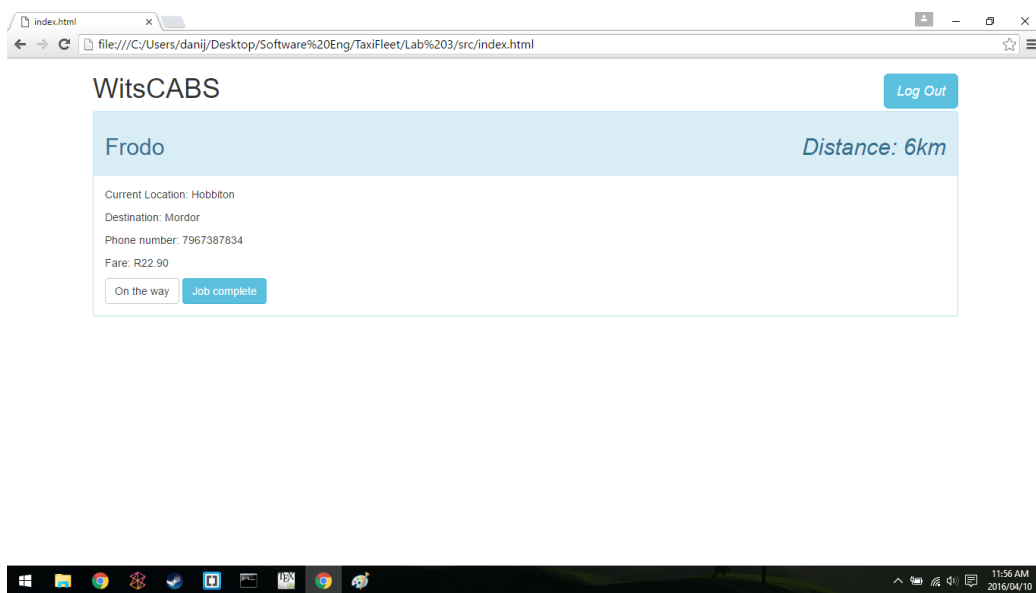 index.html
file:///C:/Users/danij/Desktop/Software%20Eng/TaxiFleet/Lab%203/src/index.html
WitsCABS
Log Out
Frodo
Distance: 6km
Current Location: Hobbiton
Destination: Mordor
Phone number: 7967387834
Fare: R22.90
On the way
Job complete
TEX
11:56 AM
2016/04/10